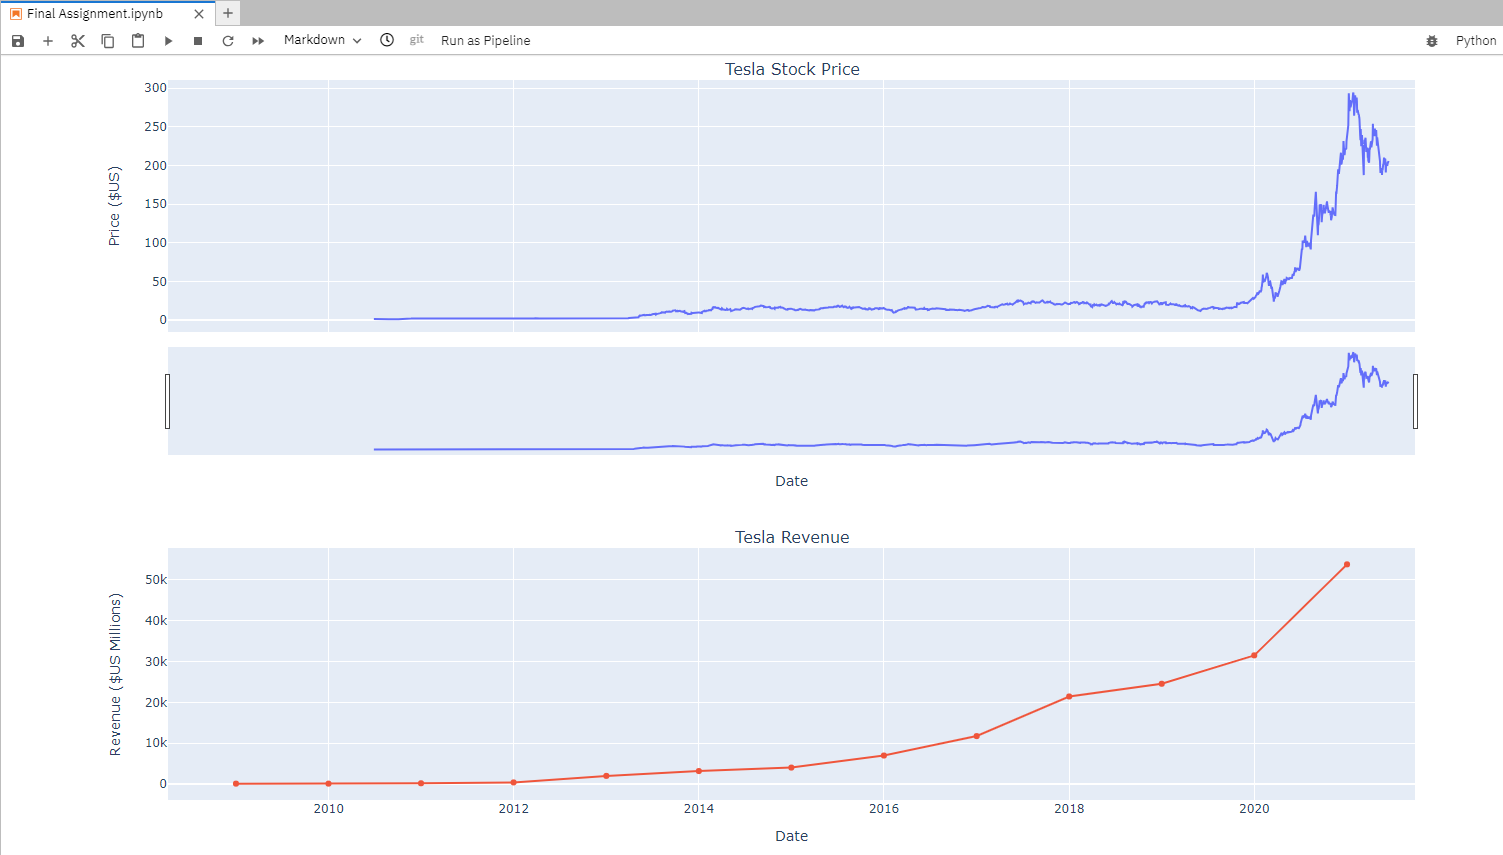 Final Assignment.ipynb
Markdown git Run as Pipeline Python
Tesla Stock Price
300
250
200
150
100
50
0
Price ($US)
Date
Tesla Revenue
50k
40k
30k
20k
10k
0
Revenue ($US Millions)
2010 2012 2014 2016 2018 2020
Date